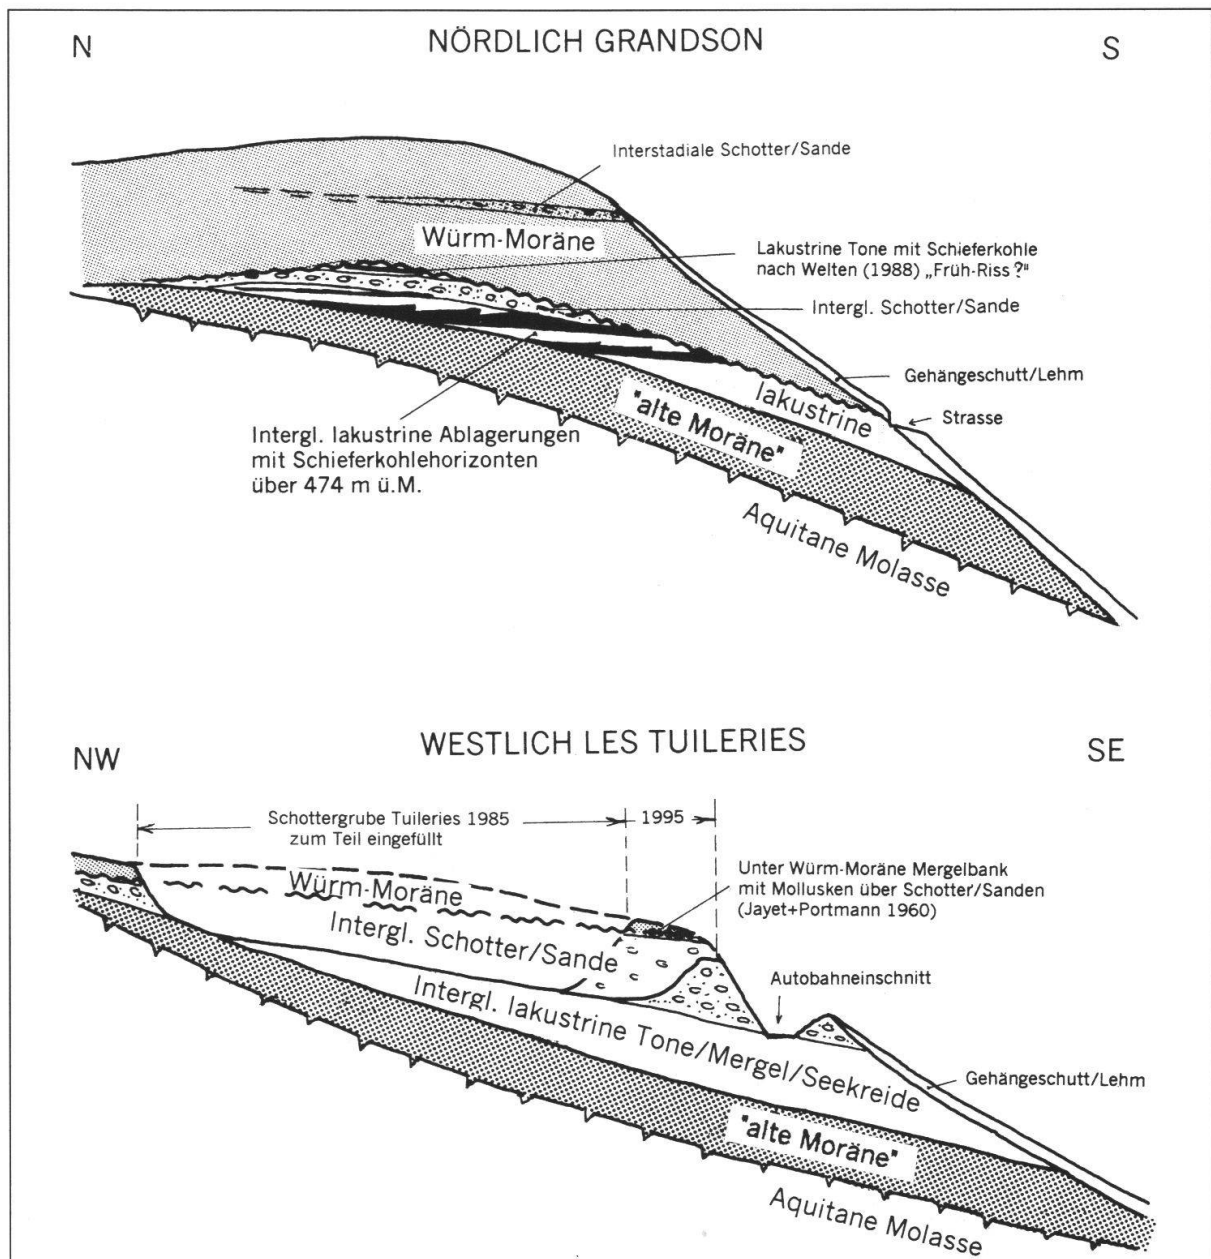 N
NÖRDLICH GRANDSON
S
Interstadiale Schotter/Sande
Würm-Moräne
Lakustrine Tone mit Schieferkohle
nach Welten (1988) „Früh-Riss ?"
Intergl. Schotter/Sande
Gehängeschutt/Lehm
lakustrine
Strasse
"alte Moräne"
Intergl. lakustrine Ablagerungen
mit Schieferkohlehorizonten
über 474 m ü.M.
Aquitane Molasse
NW
WESTLICH LES TUILERIES
SE
Schottergrube Tuileries 1985
zum Teil eingefüllt
1995
Würm-Moräne
Unter Würm-Moräne Mergelbank
mit Mollusken über Schotter/Sanden
(Jayet+Portmann 1960)
Intergl. Schotter/Sande
Autobahneinschnitt
Intergl. lakustrine Tone/Mergel/Seekreide
Gehängeschutt/Lehm
"alte Moräne"
Aquitane Molasse